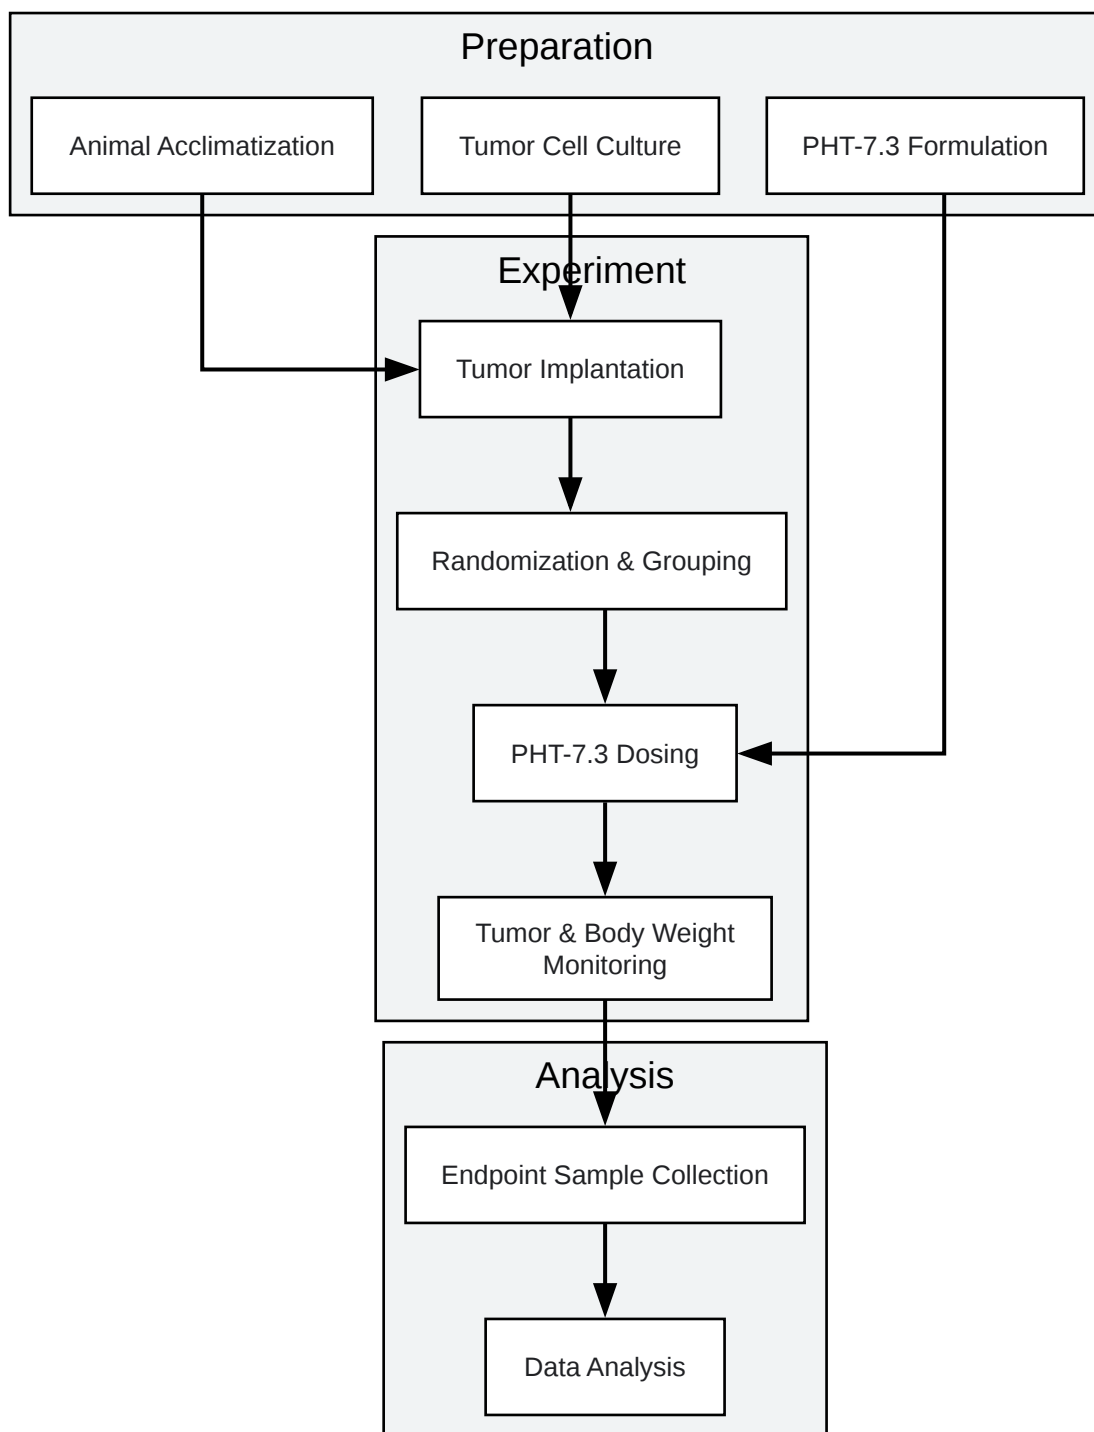 Preparation
Animal Acclimatization
Tumor Cell Culture
PHT-7.3 Formulation
Experiment
Tumor Implantation
Randomization & Grouping
PHT-7.3 Dosing
Tumor & Body Weight
Monitoring
Analysis
Endpoint Sample Collection
Data Analysis